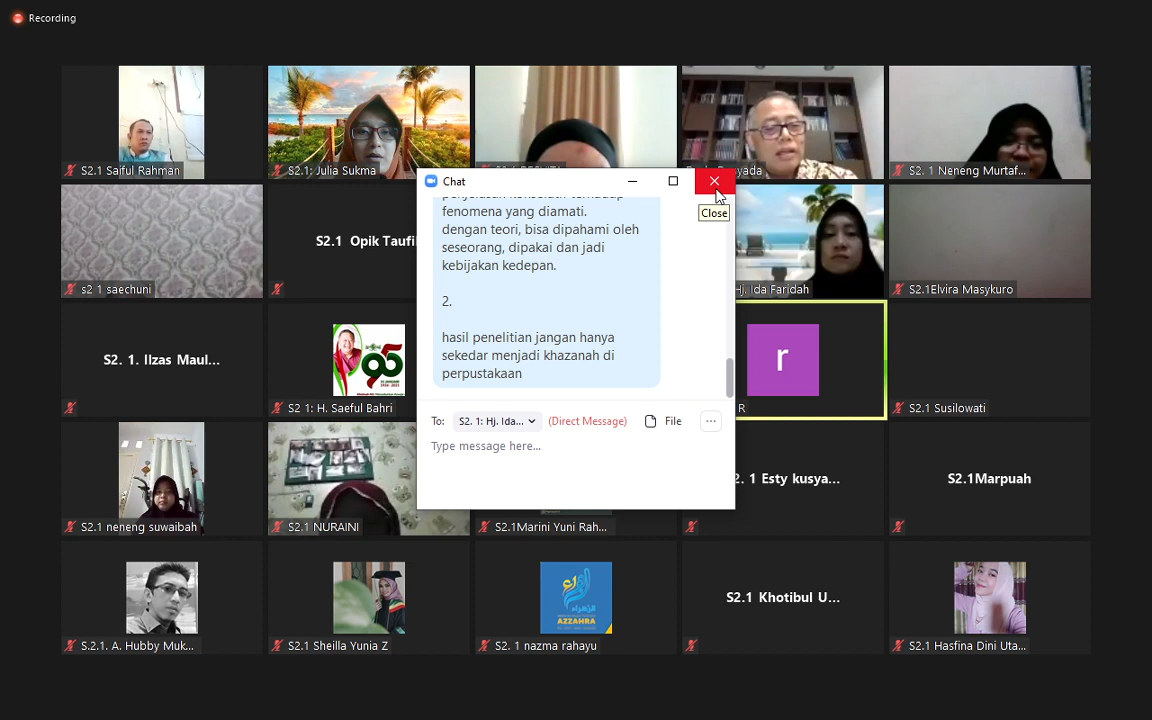 Recording
S2.1 Saiful Rahman
S2.1: Julia Sukma
S2. 1 Neneng Murtaf...
Chat
Close
fenomena yang diamati.
dengan teori, bisa dipahami oleh
seseorang, dipakai dan jadi
kebijakan kedepan.
2.
hasil penelitian jangan hanya
sekedar menjadi khazanah di
perpustakaan
To:
S2. 1: Hj. Ida...
(Direct Message)
File
...
Type message here...
s2 1 saechuni
S2.1 Opik Taufi
Hj. Ida Faridah
S2.1Elvira Masykuro
S2. 1. Ilzas Maul...
95
S2 1: H. Saeful Bahri
r
R
S2.1 Susilowati
S2.1 neneng suwaibah
S2.1 NURAINI
S2.1Marini Yuni Rah...
2. 1 Esty kusya...
S2.1Marpuah
S.2.1. A. Hubby Muk...
S2.1 Sheilla Yunia Z
AZZAHRA
S2. 1 nazma rahayu
S2.1 Khotibul U...
S2.1 Hasfina Dini Uta...